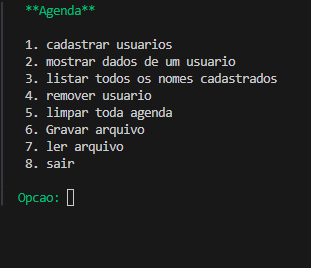 **Agenda**
1. cadastrar usuarios
2. mostrar dados de um usuario
3. listar todos os nomes cadastrados
4. remover usuario
5. limpar toda agenda
6. Gravar arquivo
7. ler arquivo
8. sair
Opcao: